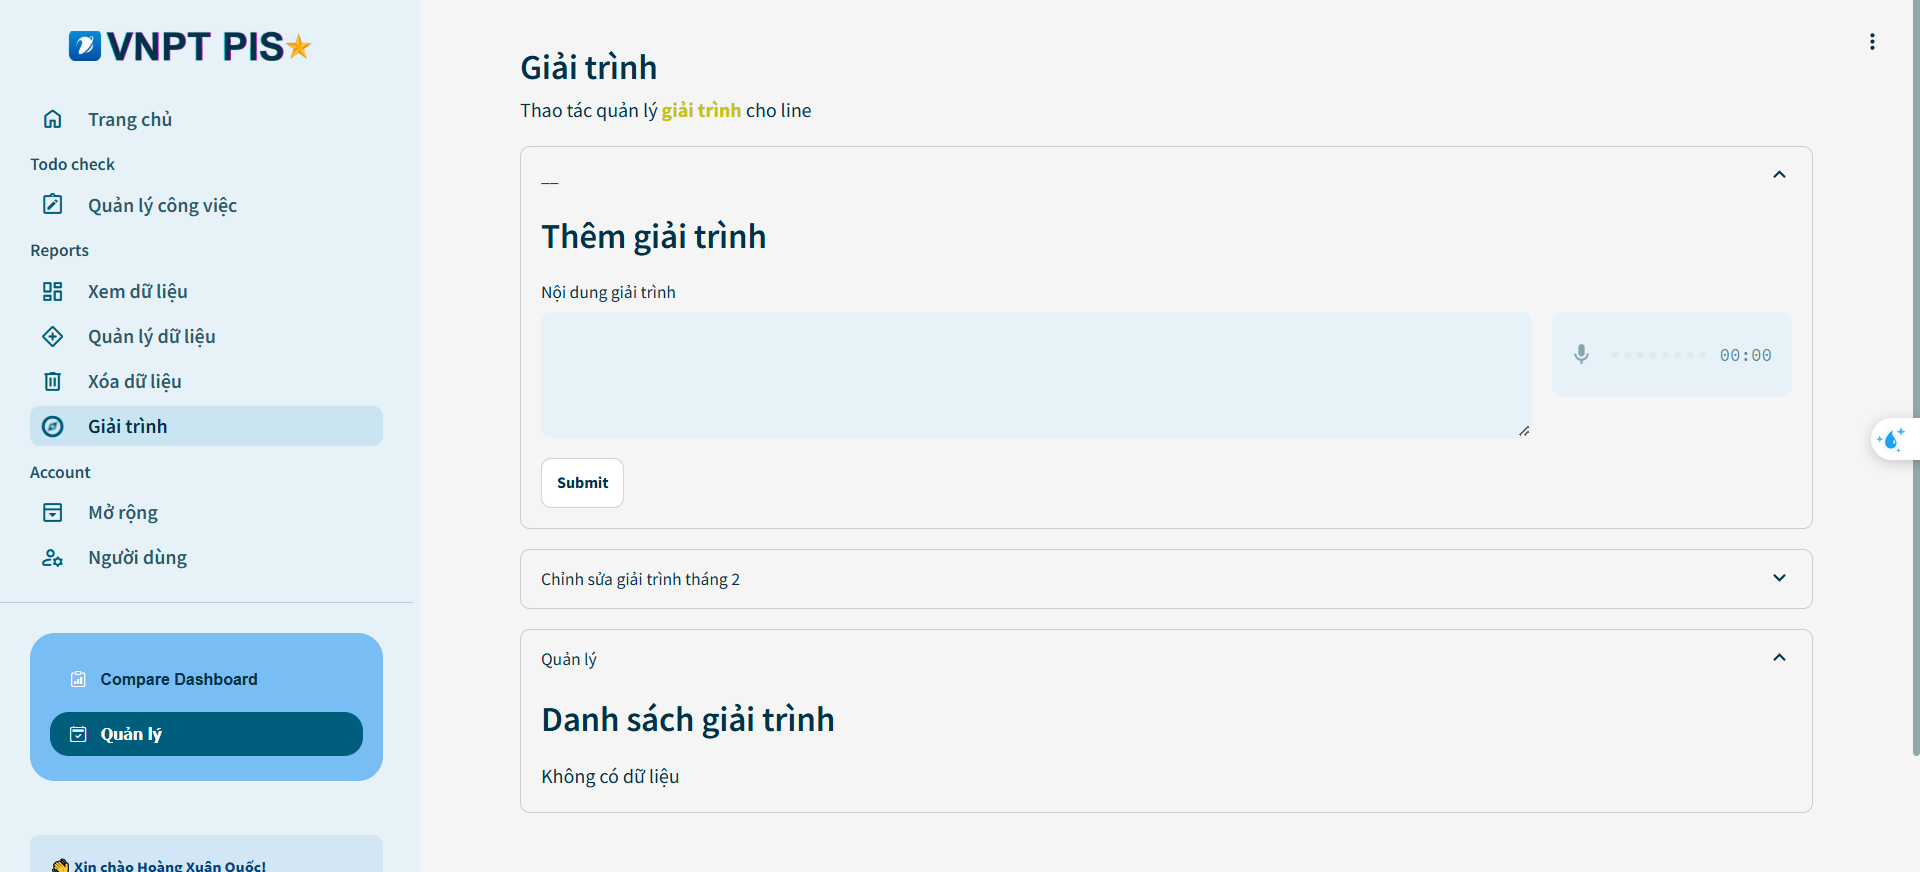 VNPT PIS
Trang chủ
Todo check
Quản lý công việc
Reports
Xem dữ liệu
Quản lý dữ liệu
Xóa dữ liệu
Giải trình
Account
Mở rộng
Người dùng
Compare Dashboard
Quản lý
Xin chào Hoàng Xuân Quốc!
Giải trình
Thao tác quản lý giải trình cho line
__
Thêm giải trình
Nội dung giải trình
00:00
Submit
Chỉnh sửa giải trình tháng 2
Quản lý
Danh sách giải trình
Không có dữ liệu